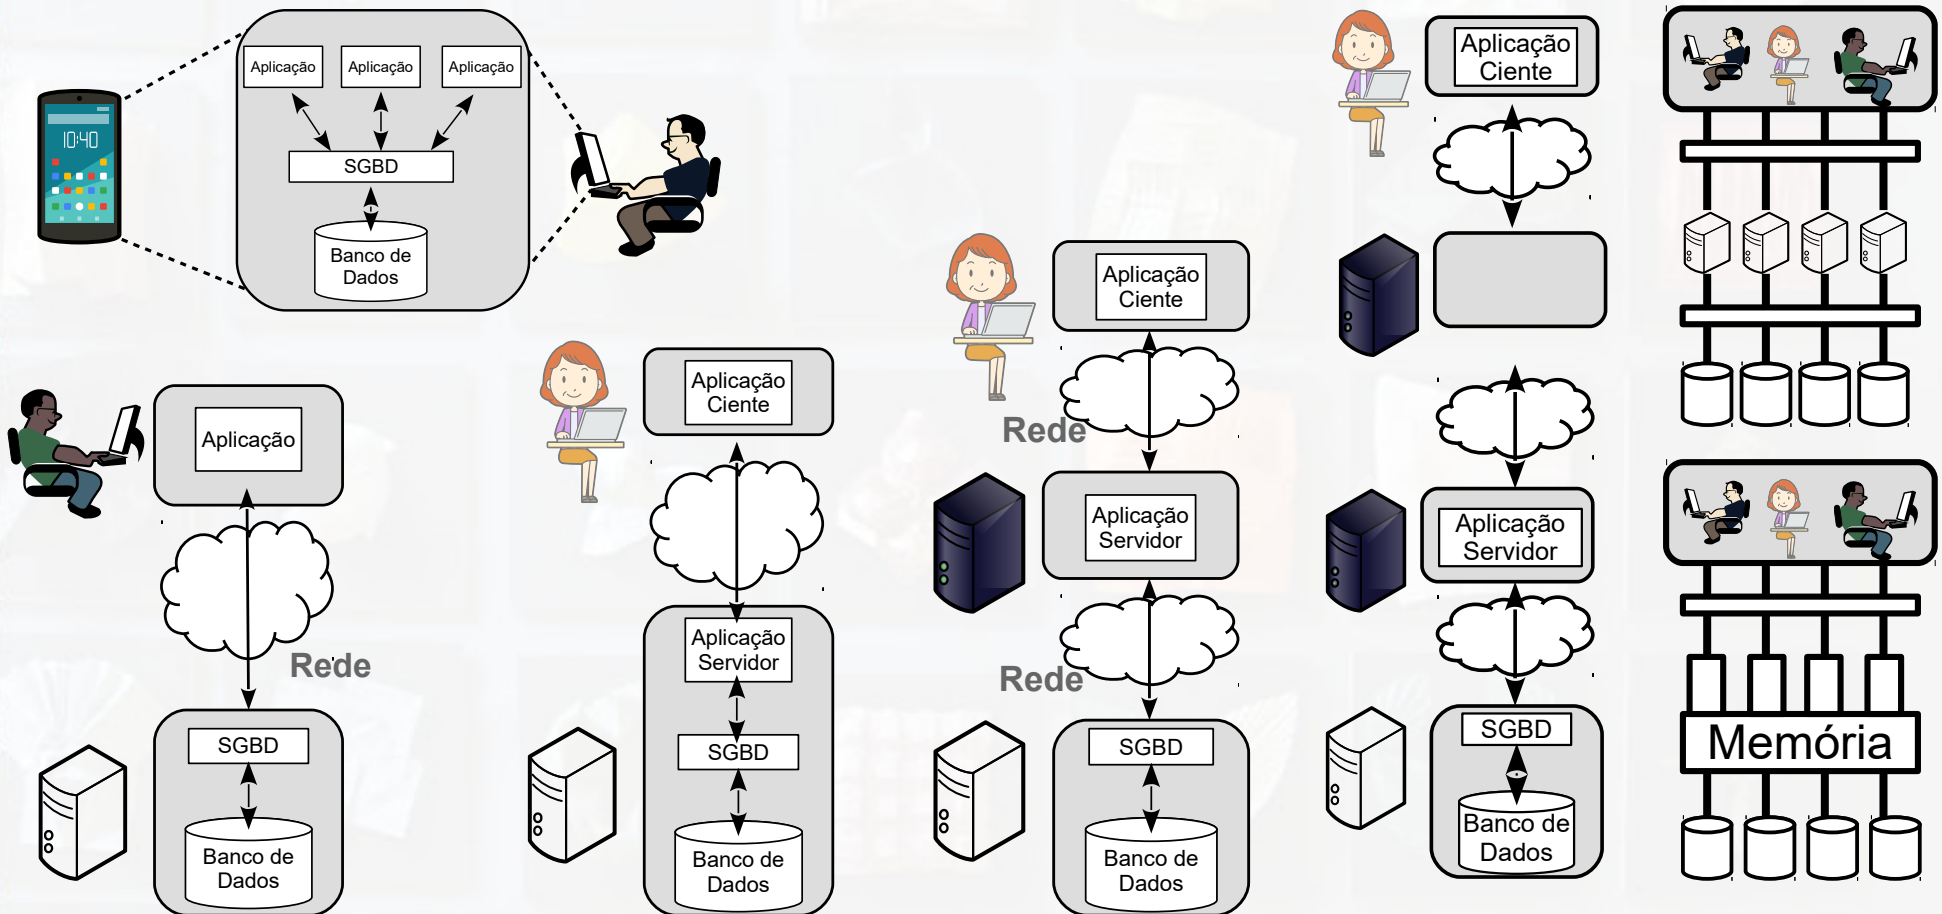 Aplicação
Aplicação
Aplicação
SGBD
Banco de
Dados
10:40
Aplicação
Rede
SGBD
Banco de
Dados
Aplicação
Ciente
Aplicação
Servidor
SGBD
Banco de
Dados
Aplicação
Ciente
Rede
Aplicação
Servidor
Rede
SGBD
Banco de
Dados
Aplicação
Ciente
Aplicação
Servidor
SGBD
Banco de
Dados
Memória